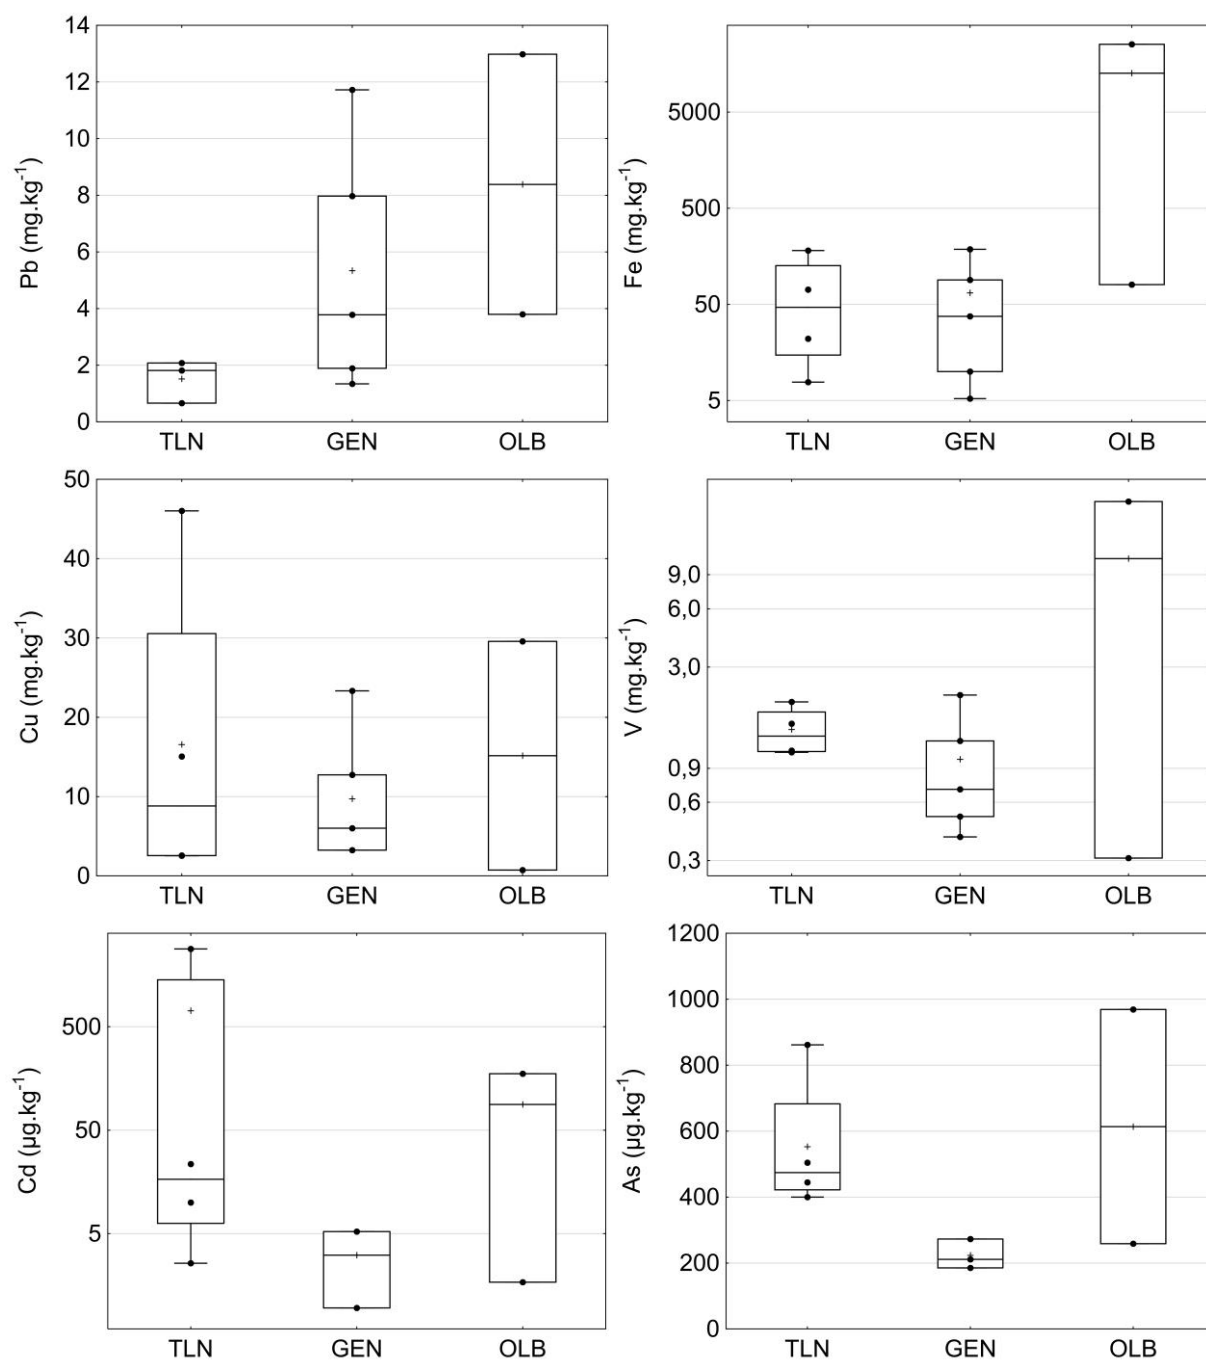 Pb (mg.kg-1)
14
12
10
8
6
4
2
0
TLN GEN OLB
Fe (mg.kg-1)
5000
500
50
5
TLN GEN OLB
Cu (mg.kg-1)
50
40
30
20
10
0
TLN GEN OLB
V (mg.kg-1)
9,0
6,0
3,0
0,9
0,6
0,3
TLN GEN OLB
Cd (µg.kg-1)
500
50
5
TLN GEN OLB
As (µg.kg-1)
1200
1000
800
600
400
200
0
TLN GEN OLB